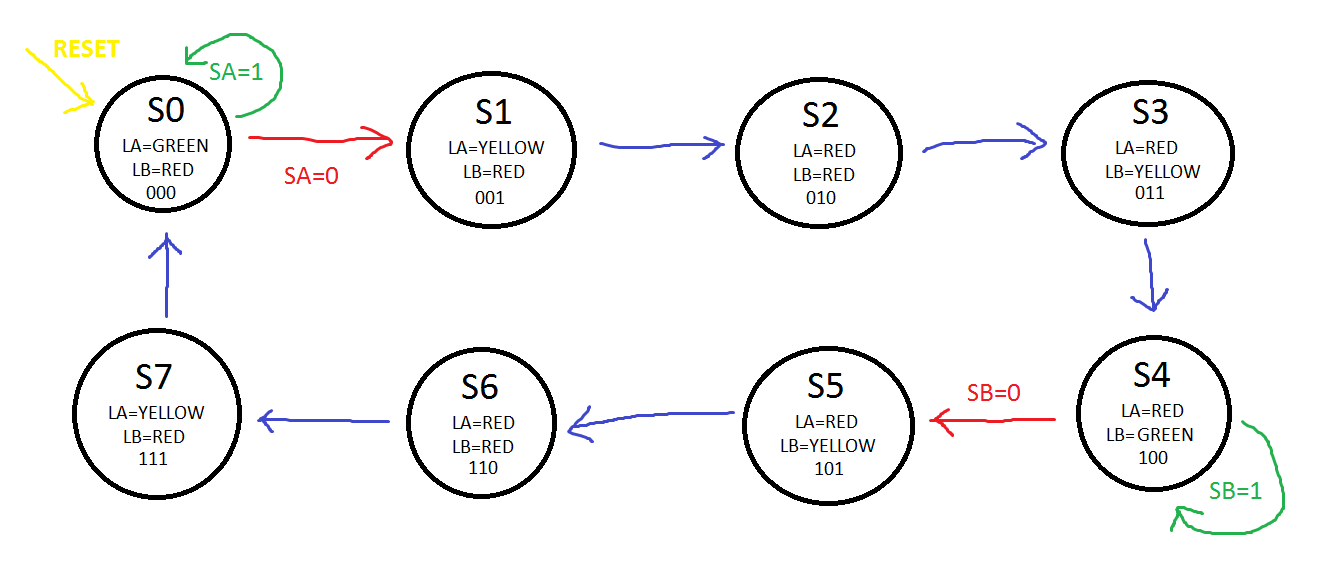 RESET
SA=1
S0
LA=GREEN
LB=RED
000
SA=0
S1
LA=YELLOW
LB=RED
001
S2
LA=RED
LB=RED
010
S3
LA=RED
LB=YELLOW
011
S7
LA=YELLOW
LB=RED
111
S6
LA=RED
LB=RED
110
S5
LA=RED
LB=YELLOW
101
SB=0
S4
LA=RED
LB=GREEN
100
SB=1